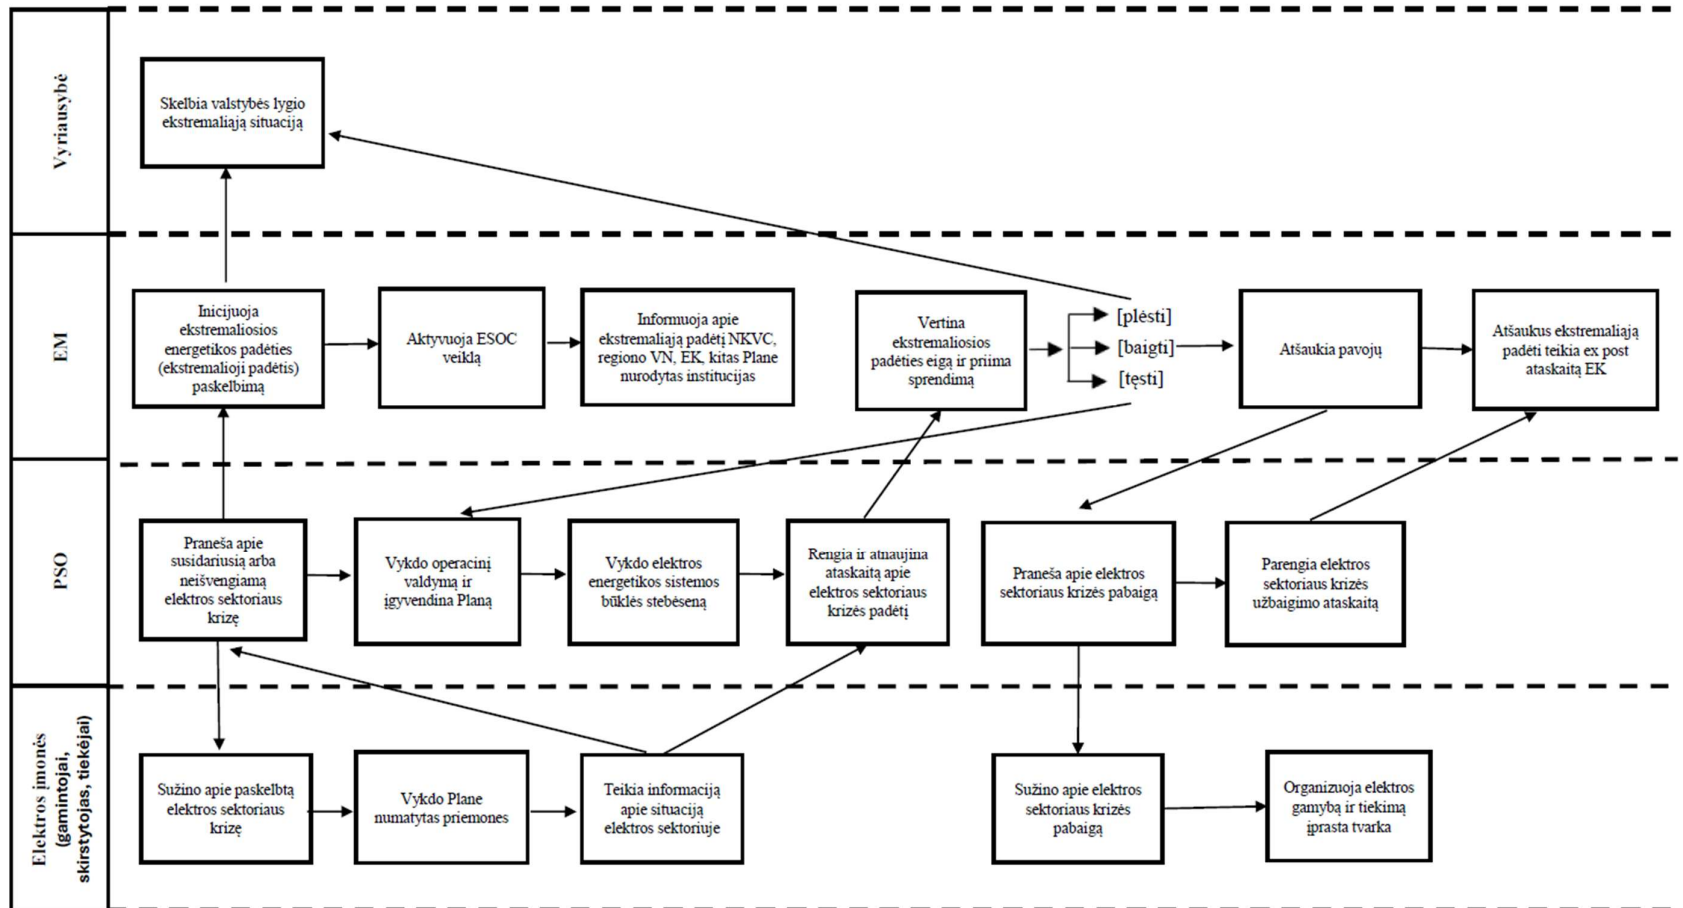 Vyriausybė
Skelbia valstybės lygio
ekstremaliąją situaciją
EM
Inicijuoja
ekstremaliosios
energetikos padėties
(ekstremalioji padėtis)
paskelbimą
Aktyvuoja ESOC
veiklą
Informuoja apie
ekstremaliąją padėtį NKVC,
regiono VN, EK, kitas Plane
nurodytas institucijas
Vertina
ekstremaliosios
padėties eigą ir priima
sprendimą
[plėsti]
[baigti]
[tęsti]
Atšaukia pavojų
Atšaukus ekstremaliąją
padėti teikia ex post
ataskaitą EK
PSO
Praneša apie
susidariusią arba
neišvengiamą
elektros sektoriaus
krizę
Vykdo operacinį
valdymą ir
įgyvendina Planą
Vykdo elektros
energetikos sistemos
būklės stebėseną
Rengia ir atnaujina
ataskaitą apie
elektros sektoriaus
krizės padėtį
Praneša apie elektros
sektoriaus krizės pabaigą
Parengia elektros
sektoriaus krizės
užbaigimo ataskaitą
Elektros įmonės
(gamintojai,
skirstytojas, tiekėjai)
Sužino apie paskelbtą
elektros sektoriaus
krizę
Vykdo Plane
numatytas priemones
Teikia informaciją
apie situaciją
elektros sektoriuje
Sužino apie elektros
sektoriaus krizės
pabaigą
Organizuoja elektros
gamybą ir tiekimą
įprasta tvarka